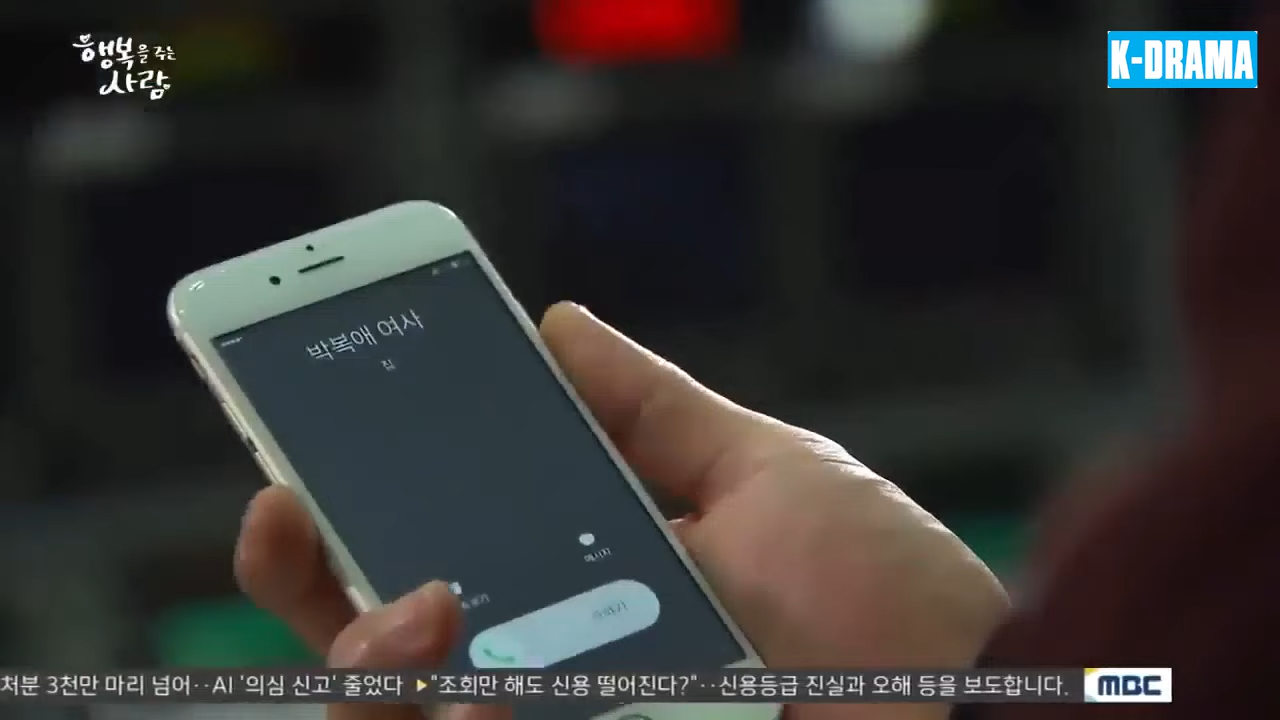 행복을 주는
사람
K-DRAMA
박복애 여사
집
메시지
처분 3천만 마리 넘어··AI '의심 신고' 줄었다 ▶"조회만 해도 신용 떨어진다?"··신용등급 진실과 오해 등을 보도합니다.
MBC